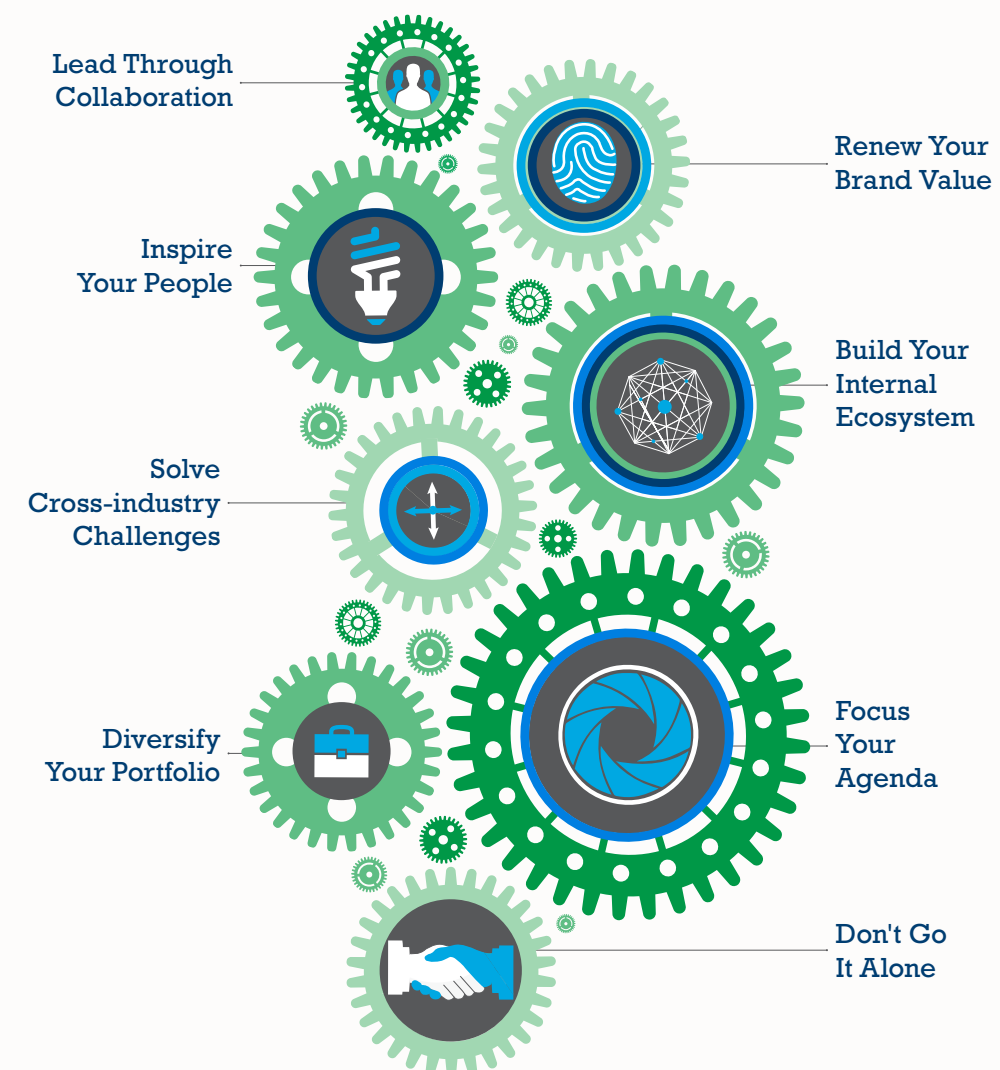 Lead Through
Collaboration
Renew Your
Brand Value
Inspire
Your People
Build Your
Internal
Ecosystem
Solve
Cross-industry
Challenges
Focus
Your
Agenda
Diversify
Your Portfolio
Don't Go
It Alone